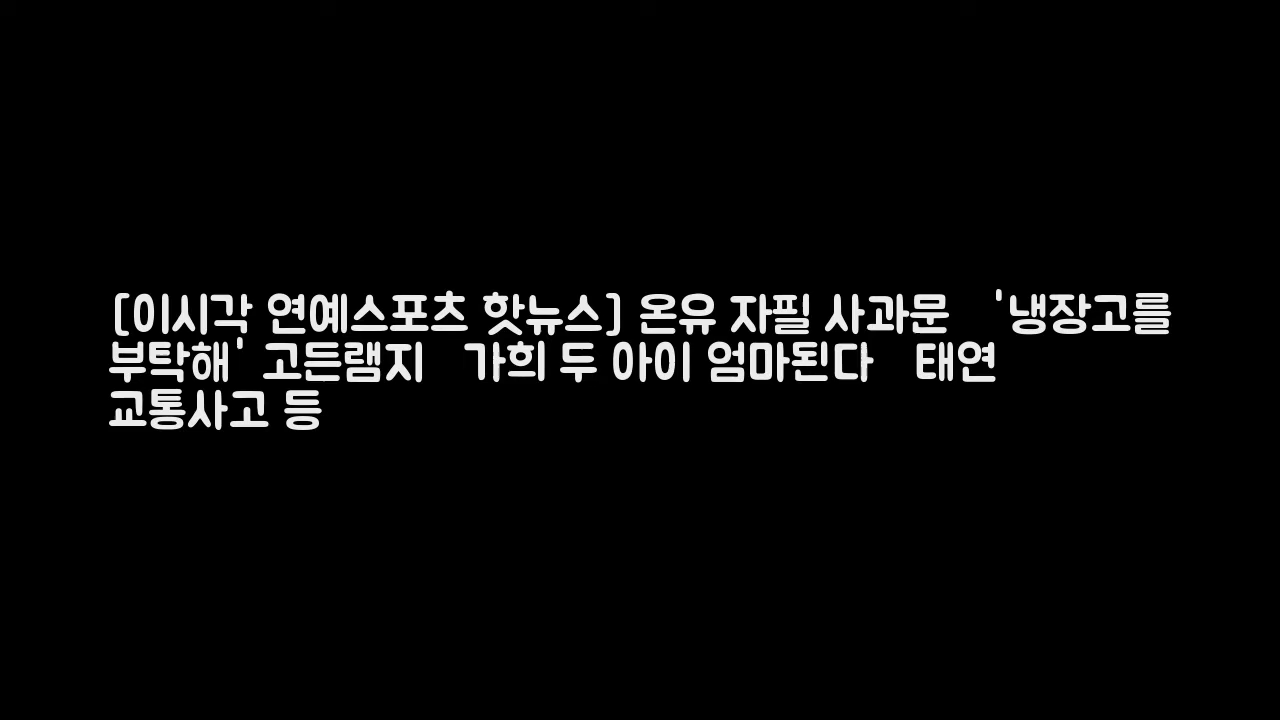 [이시각 연예스포츠 핫뉴스] 온유 자필 사과문   '냉장고를
부탁해' 고든램지   가희 두 아이 엄마된다   태연
교통사고 등